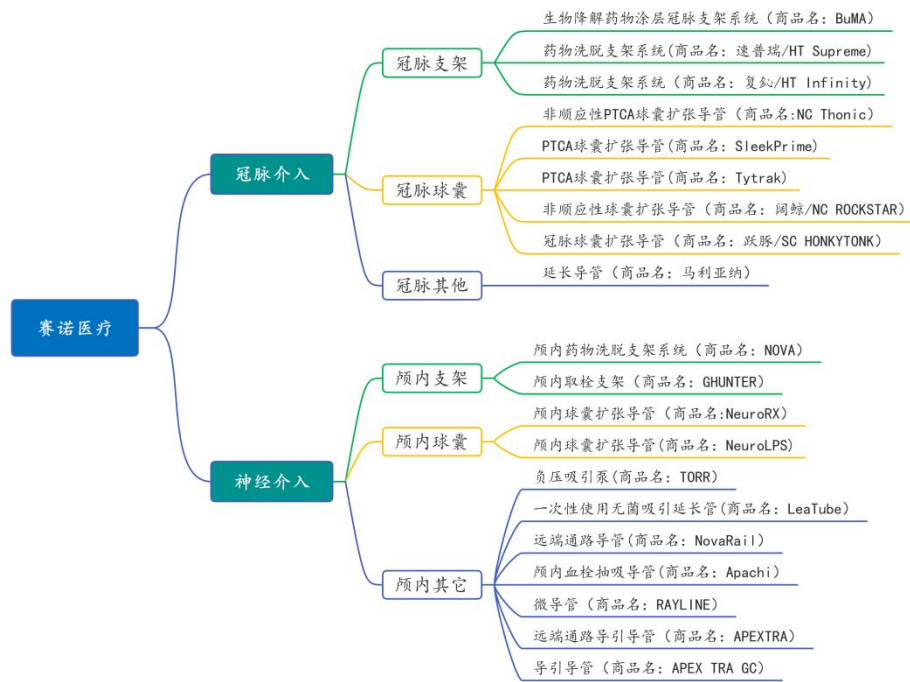 赛诺医疗
冠脉介入
冠脉支架
生物降解药物涂层冠脉支架系统（商品名：BuMA）
药物洗脱支架系统(商品名：速普瑞/HT Supreme)
药物洗脱支架系统（商品名：复鈊/HT Infinity)
冠脉球囊
非顺应性PTCA球囊扩张导管（商品名:NC Thonic）
PTCA球囊扩张导管(商品名：SleekPrime)
PTCA球囊扩张导管(商品名：Tytrak)
非顺应性球囊扩张导管（商品名：阔鲸/NC ROCKSTAR)
冠脉球囊扩张导管（商品名：跃豚/SC HONKYTONK）
冠脉其他
延长导管（商品名：马利亚纳）
神经介入
颅内支架
颅内药物洗脱支架系统（商品名：NOVA）
颅内取栓支架（商品名：GHUNTER）
颅内球囊
颅内球囊扩张导管（商品名:NeuroRX)
颅内球囊扩张导管(商品名：NeuroLPS)
颅内其它
负压吸引泵(商品名：TORR)
一次性使用无菌吸引延长管(商品名：LeaTube)
远端通路导管(商品名：NovaRail)
颅内血栓抽吸导管(商品名：Apachi)
微导管（商品名：RAYLINE）
远端通路导引导管（商品名：APEXTRA）
导引导管（商品名：APEX TRA GC）